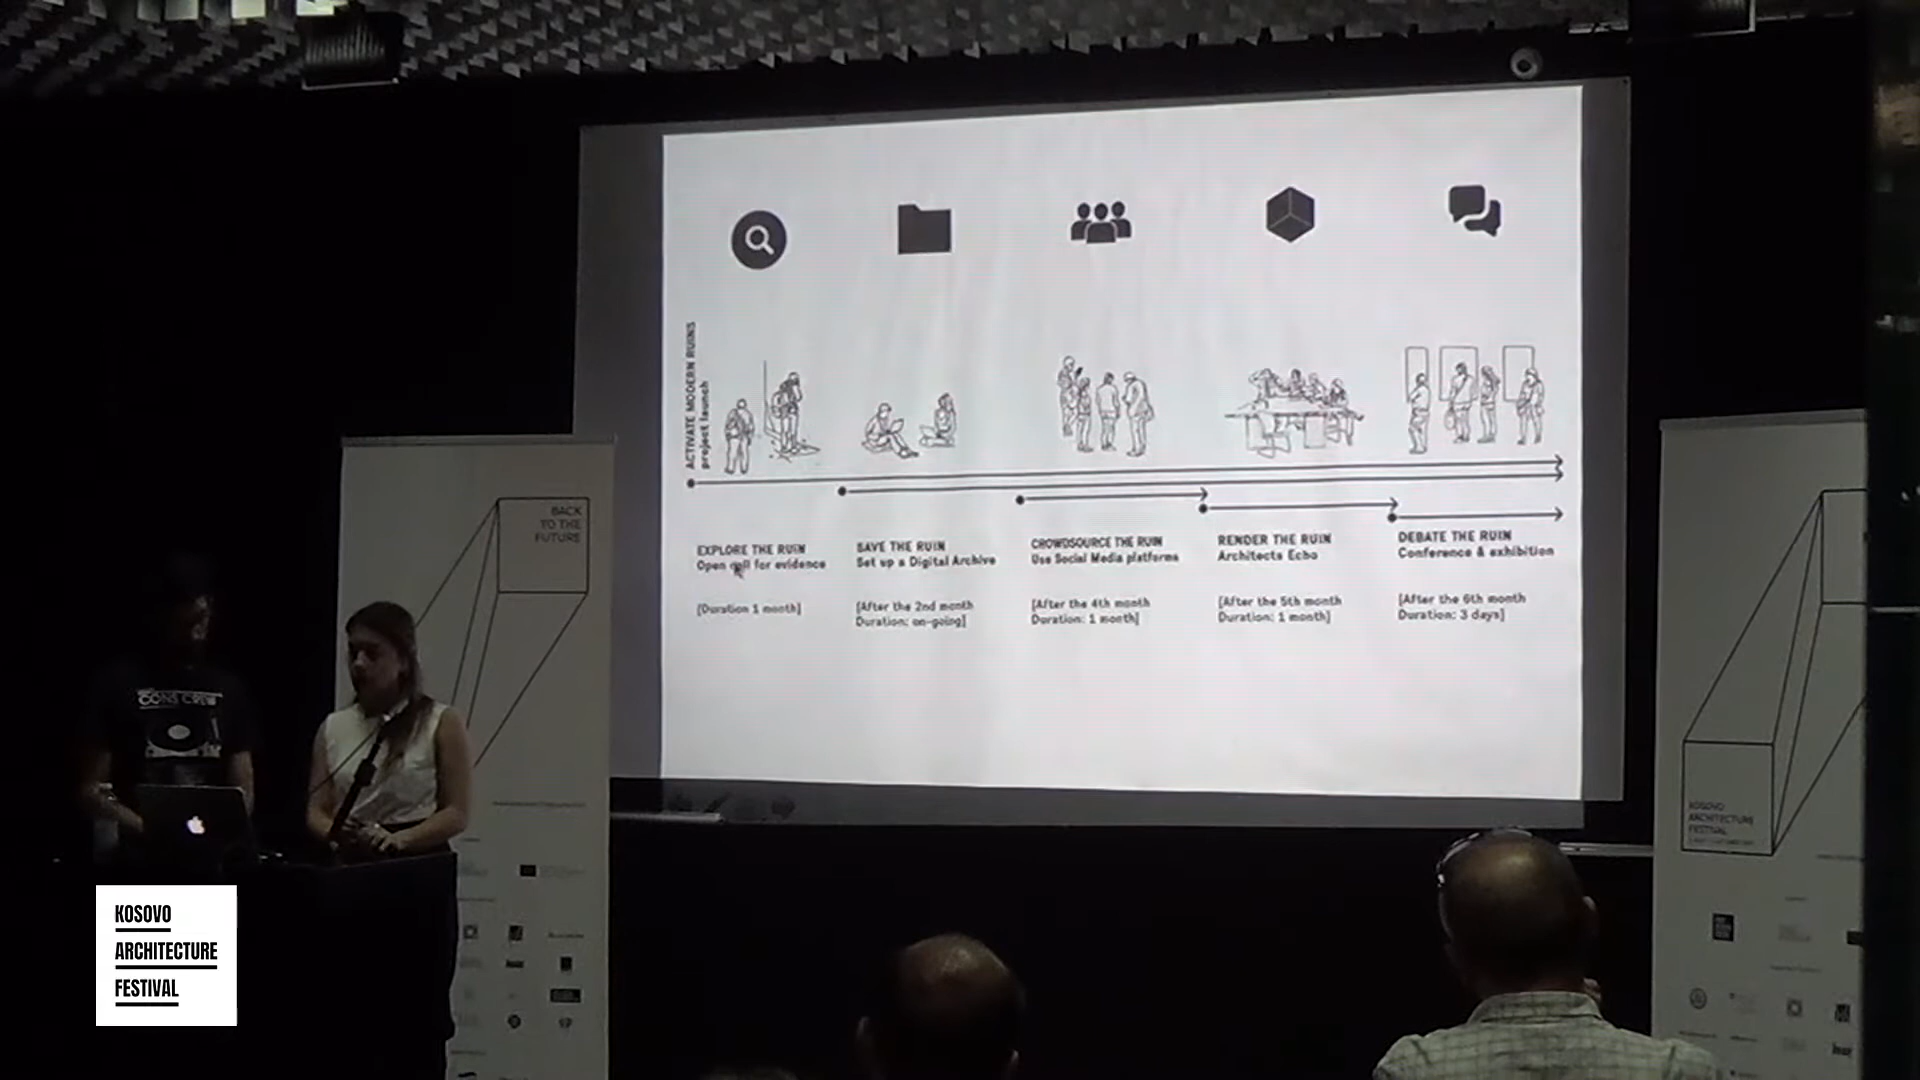 ACTIVATE MODERN RUINS
project launch
EXPLORE THE RUIN
Open call for evidence
[Duration 1 month]
SAVE THE RUIN
Set up a Digital Archive
[After the 2nd month
Duration: on-going]
CROWDSOURCE THE RUIN
Use Social Media platforms
[After the 4th month
Duration: 1 month]
RENDER THE RUIN
Architects Echo
[After the 5th month
Duration: 1 month]
DEBATE THE RUIN
Conference & exhibition
[After the 6th month
Duration: 3 days]
BACK
TO THE
FUTURE
CONS CREW
KOSOVO
ARCHITECTURE
FESTIVAL
KOSOVO
ARCHITECTURE
FESTIVAL